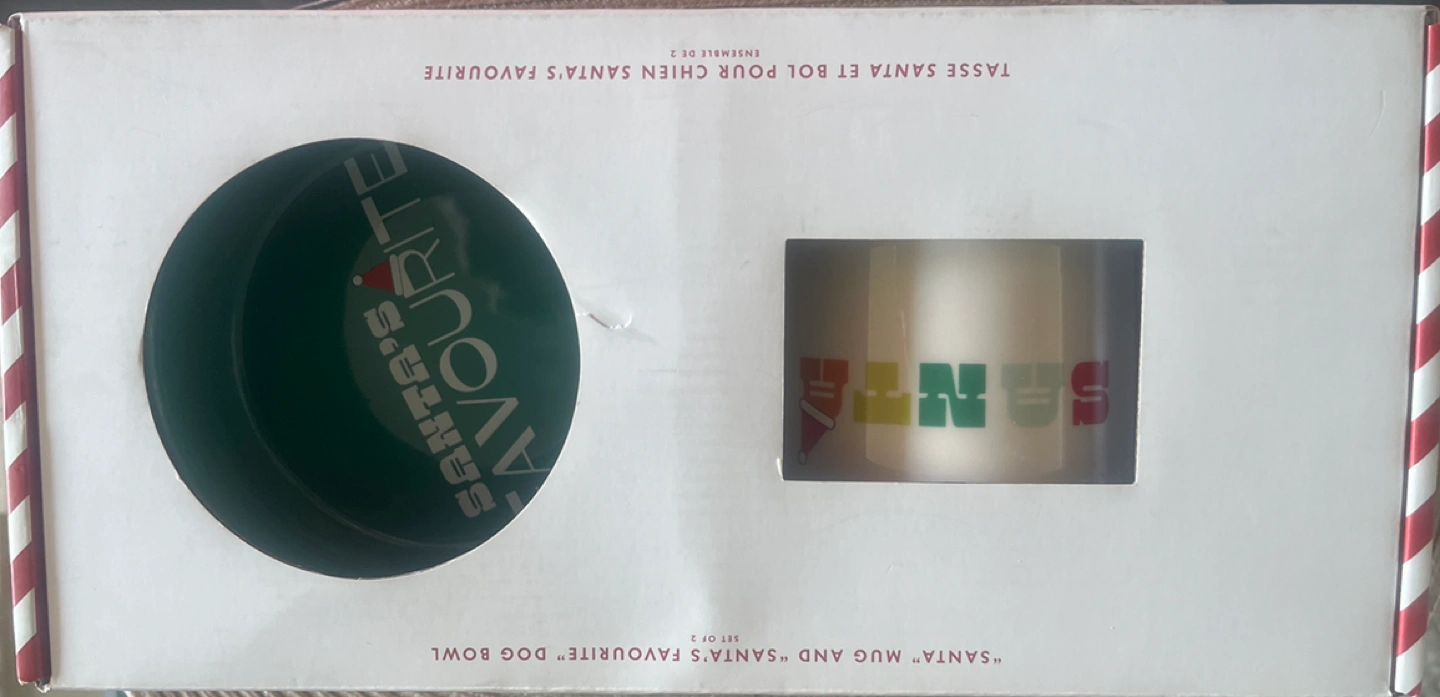 "SANTA" MUG AND "SANTA'S FAVOURITE" DOG BOWL
SET OF 2
SANTA
SANTA'S
FAVOURITE
TASSE SANTA ET BOL POUR CHIEN SANTA'S FAVOURITE
ENSEMBLE DE 2